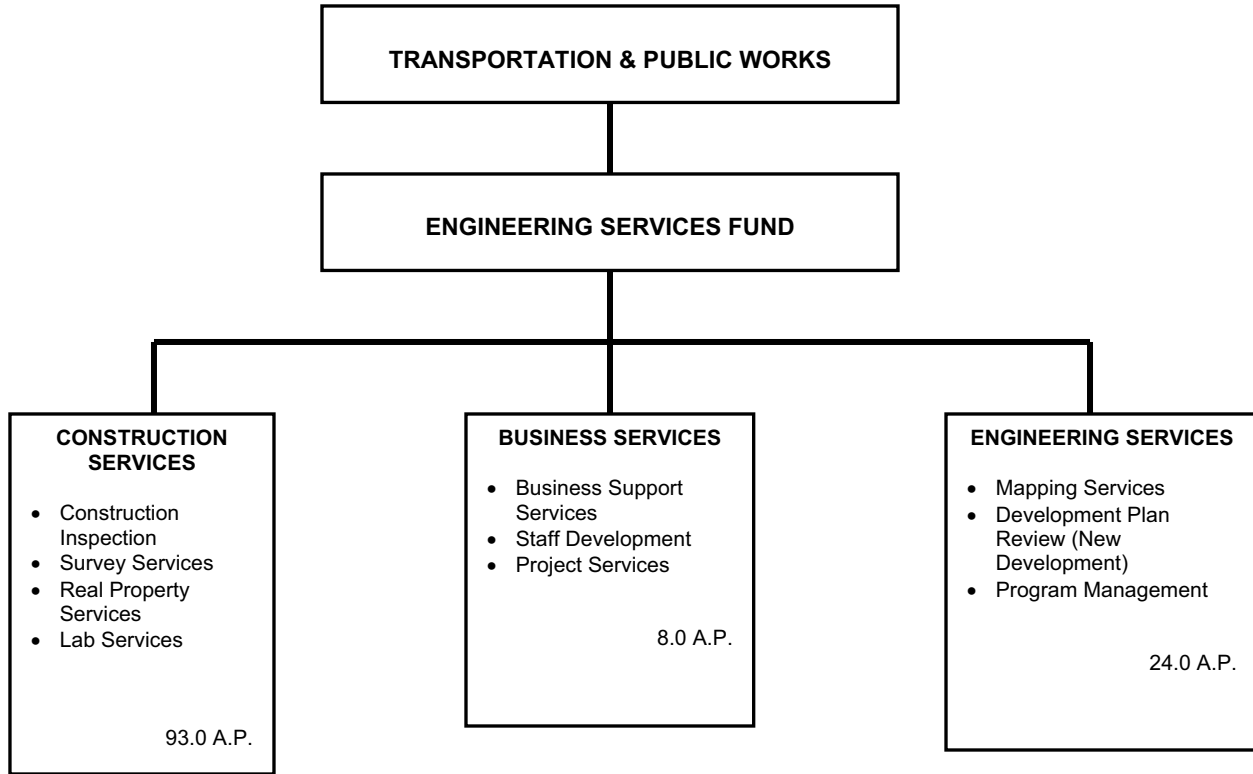 TRANSPORTATION & PUBLIC WORKS
ENGINEERING SERVICES FUND
CONSTRUCTION
SERVICES
• Construction
Inspection
• Survey Services
• Real Property
Services
• Lab Services
93.0 A.P.
BUSINESS SERVICES
• Business Support
Services
• Staff Development
• Project Services
8.0 A.P.
ENGINEERING SERVICES
• Mapping Services
• Development Plan
Review (New
Development)
• Program Management
24.0 A.P.